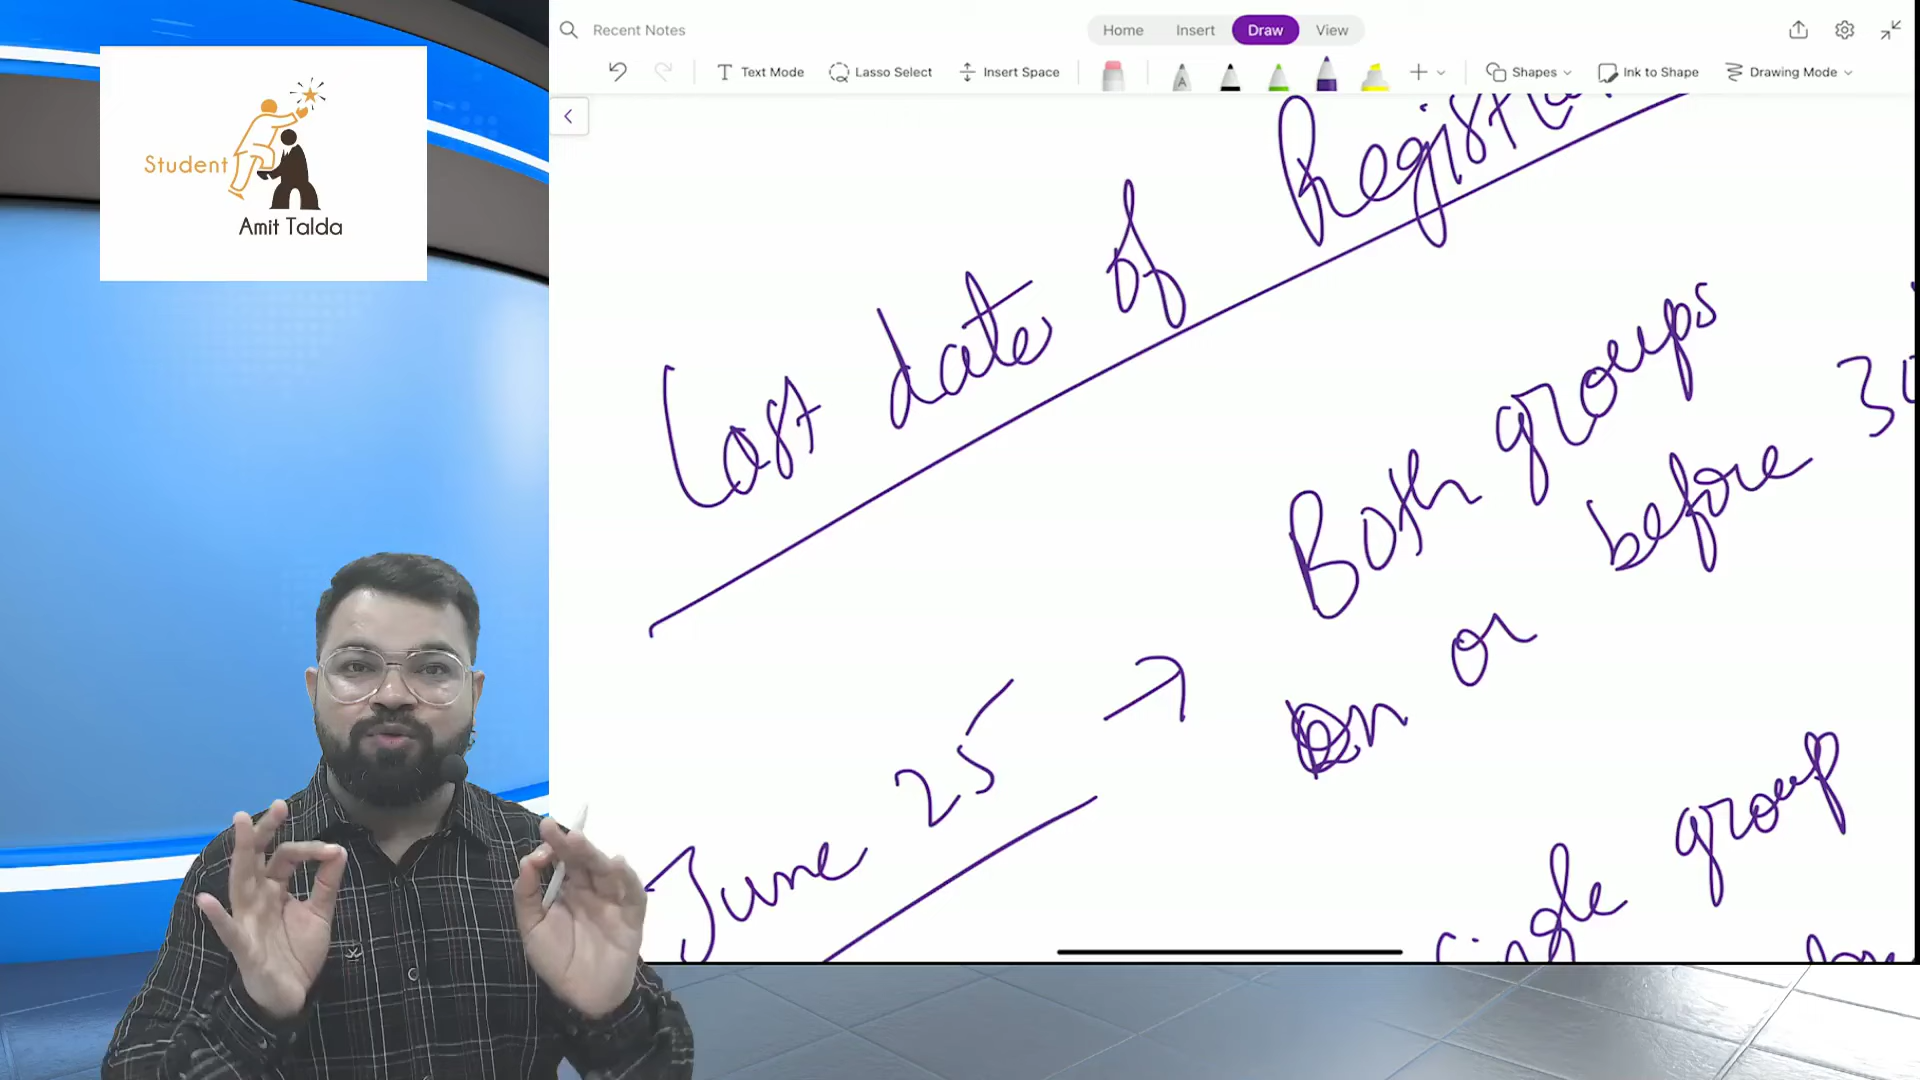 Recent Notes
Home Insert Draw View
Text Mode Lasso Select Insert Space Shapes Ink to Shape Drawing Mode
Student
Amit Talda
Last date of
Both groups
on or before 30
June 25 →
Single group